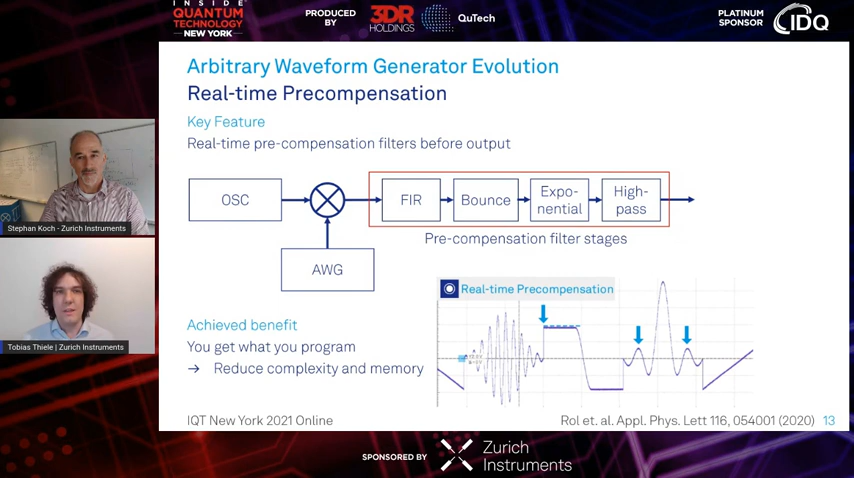 INSIDE
QUANTUM
TECHNOLOGY
NEW YORK
PRODUCED
BY
3DR
HOLDINGS
QuTech
PLATINUM
SPONSOR
IDQ
Arbitrary Waveform Generator Evolution
Real-time Precompensation
Key Feature
Real-time pre-compensation filters before output
OSC
FIR
Bounce
Expo-
nential
High-
pass
Pre-compensation filter stages
AWG
Real-time Precompensation
Achieved benefit
You get what you program
→ Reduce complexity and memory
IQT New York 2021 Online
Rol et. al. Appl. Phys. Lett 116, 054001 (2020) 13
Stephan Koch - Zurich Instruments
Tobias Thiele | Zurich Instruments
SPONSORED BY
Zurich
Instruments